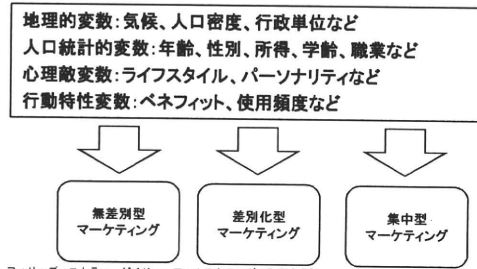 地理的変数：気候、人口密度、行政単位など
人口統計的変数：年齢、性別、所得、学齢、職業など
心理敵変数：ライフスタイル、パーソナリティなど
行動特性変数：ベネフィット、使用頻度など
無差別型
マーケティング
差別化型
マーケティング
集中型
マーケティング